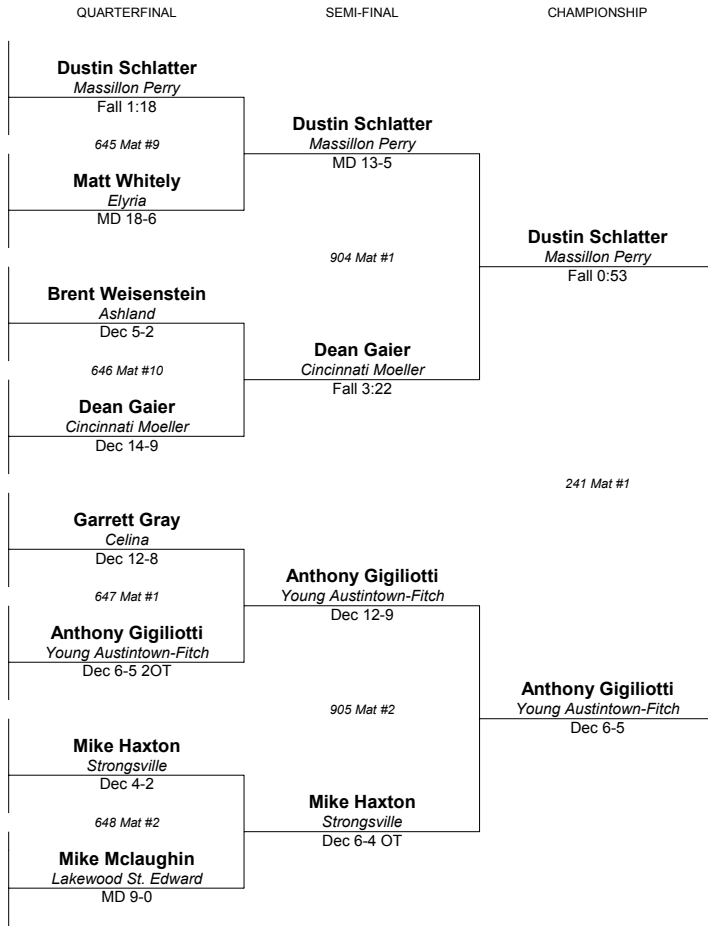 QUARTERFINAL
SEMI-FINAL
CHAMPIONSHIP
Dustin Schlatter
Massillon Perry
Fall 1:18
645 Mat #9
Matt Whitely
Elyria
MD 18-6
Brent Weisenstein
Ashland
Dec 5-2
646 Mat #10
Dean Gaier
Cincinnati Moeller
Dec 14-9
Garrett Gray
Celina
Dec 12-8
647 Mat #1
Anthony Gigiliotti
Young Austintown-Fitch
Dec 6-5 2OT
Mike Haxton
Strongsville
Dec 4-2
648 Mat #2
Mike Mclaughin
Lakewood St. Edward
MD 9-0
Dustin Schlatter
Massillon Perry
MD 13-5
904 Mat #1
Dean Gaier
Cincinnati Moeller
Fall 3:22
Anthony Gigiliotti
Young Austintown-Fitch
Dec 12-9
905 Mat #2
Mike Haxton
Strongsville
Dec 6-4 OT
Dustin Schlatter
Massillon Perry
Fall 0:53
241 Mat #1
Anthony Gigiliotti
Young Austintown-Fitch
Dec 6-5